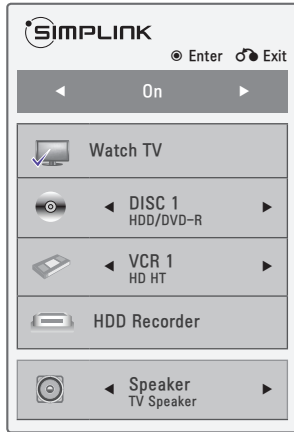 SIMPLINK
Enter Exit
On
Watch TV
DISC 1
HDD/DVD-R
VCR 1
HD HT
HDD Recorder
Speaker
TV Speaker